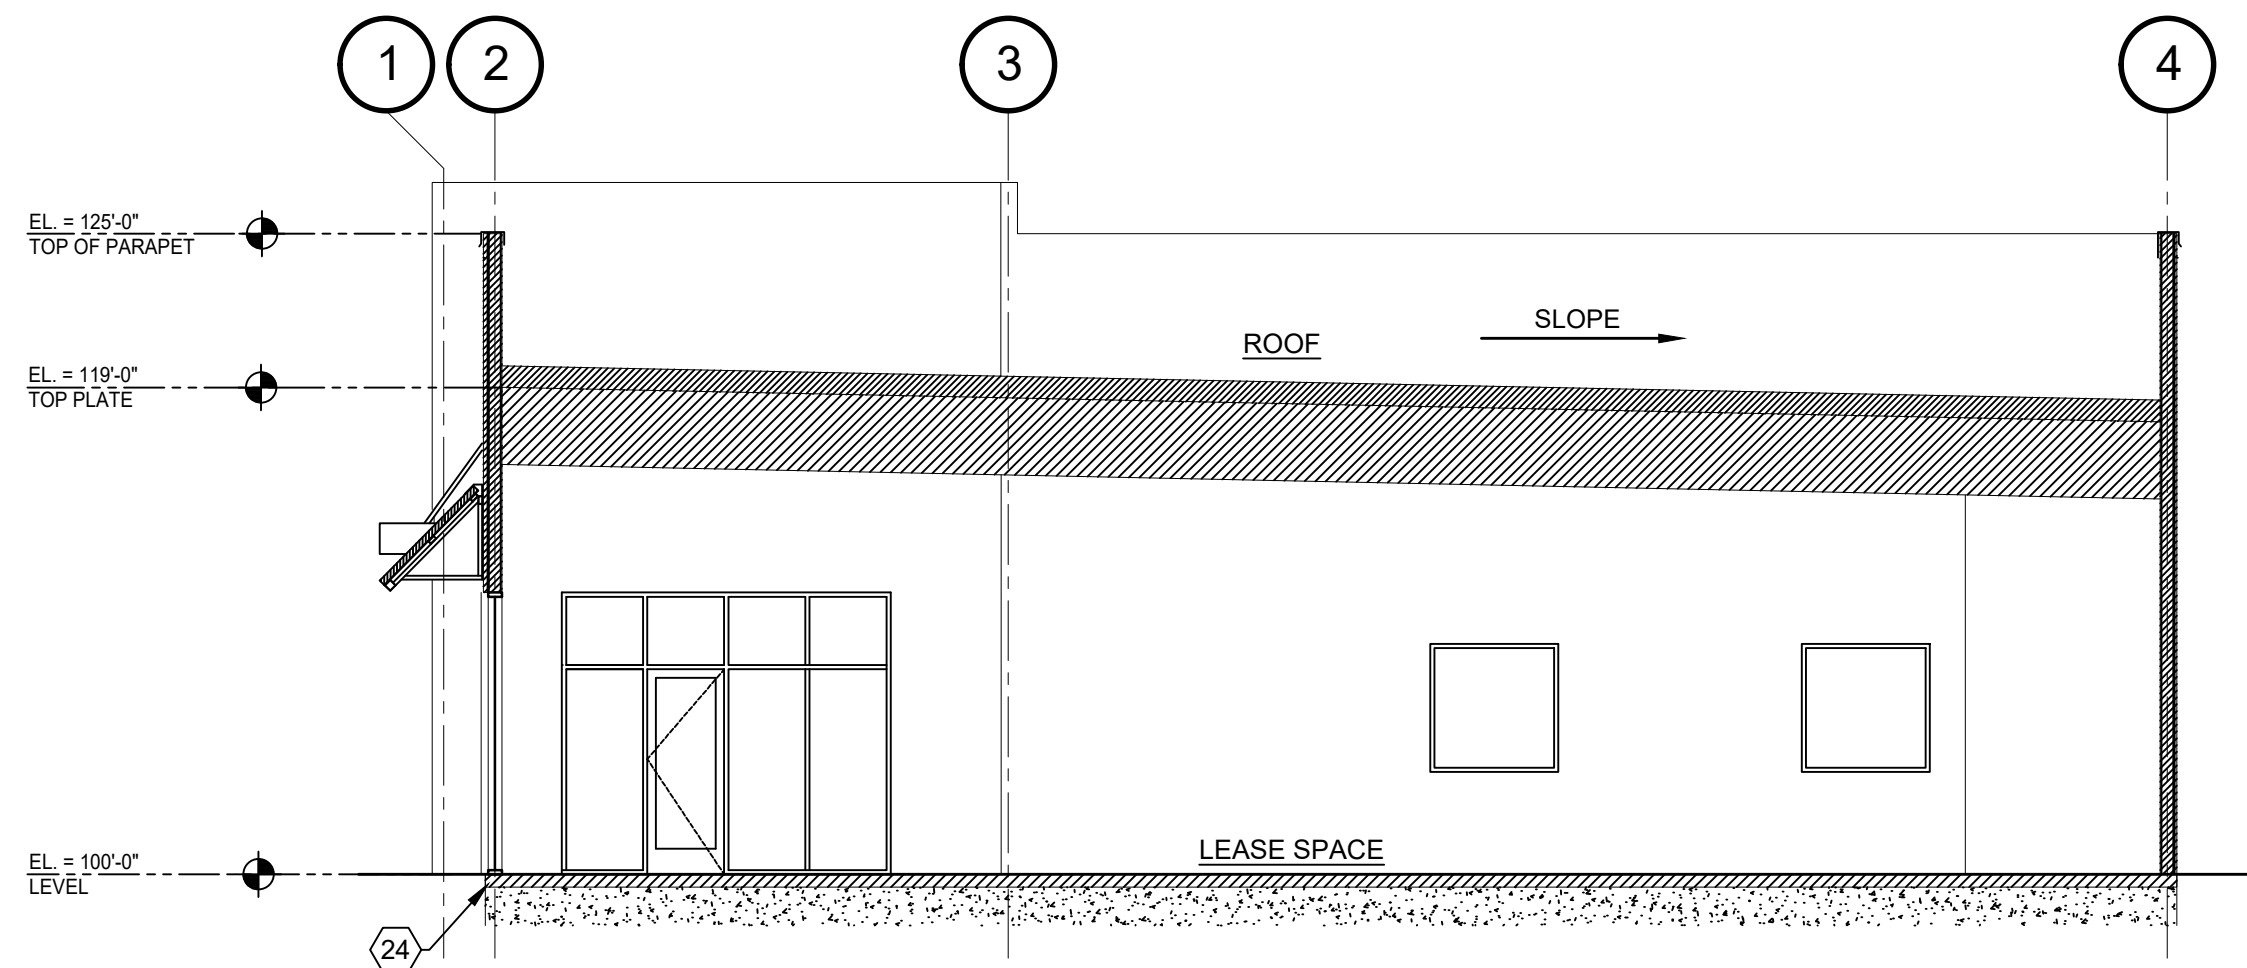 1
2
3
4
EL. = 125'-0"
TOP OF PARAPET
SLOPE
ROOF
EL. = 119'-0"
TOP PLATE
LEASE SPACE
EL. = 100'-0"
LEVEL
24